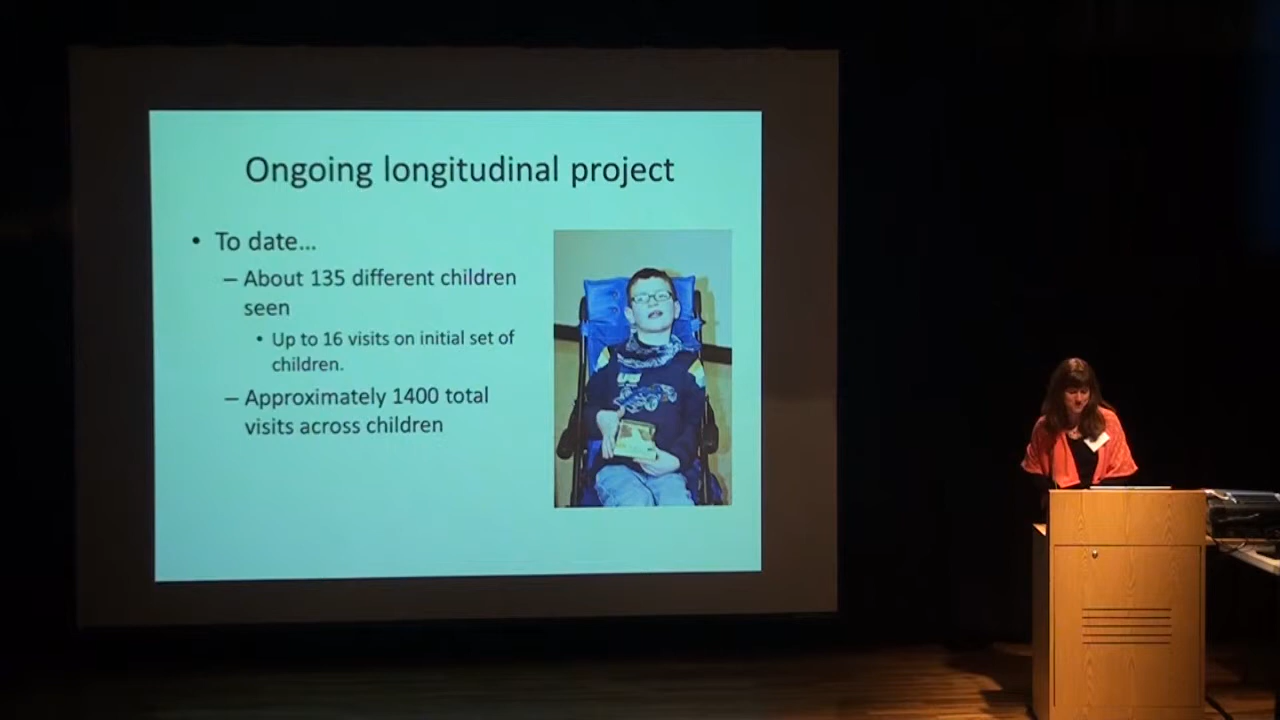 Ongoing longitudinal project
• To date...
– About 135 different children
seen
• Up to 16 visits on initial set of
children.
– Approximately 1400 total
visits across children